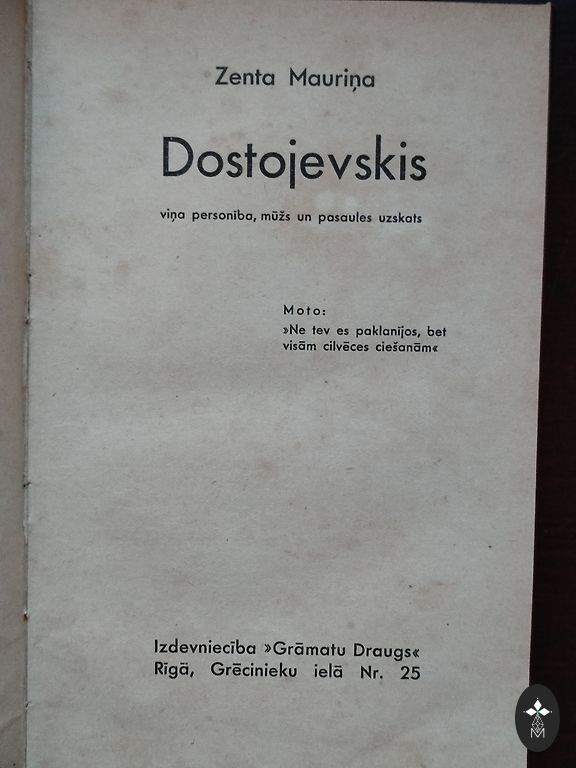 Zenta Mauriņa
Dostojevskis
viņa personība, mūžs un pasaules uzskats
Moto:
»Ne tev es paklanījos, bet
visām cilvēces ciešanām«
Izdevniecība »Grāmatu Draugs«
Rīgā, Grēcinieku ielā Nr. 25
M